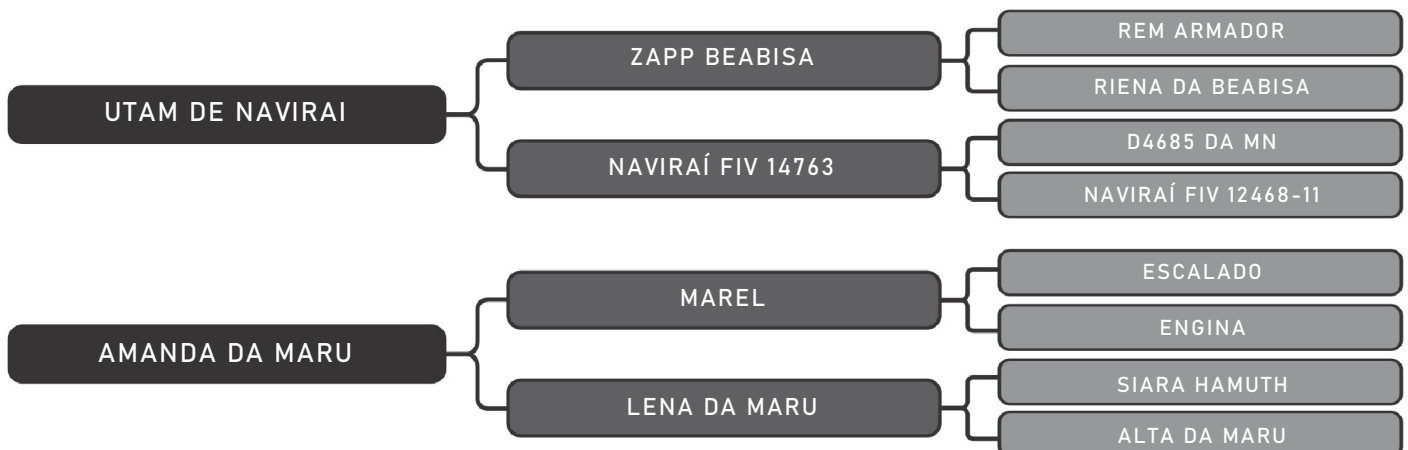 UTAM DE NAVIRAI
ZAPP BEABISA
REM ARMADOR
RIENA DA BEABISA
NAVIRAÍ FIV 14763
D4685 DA MN
NAVIRAÍ FIV 12468-11
AMANDA DA MARU
MAREL
ESCALADO
ENGINA
LENA DA MARU
SIARA HAMUTH
ALTA DA MARU